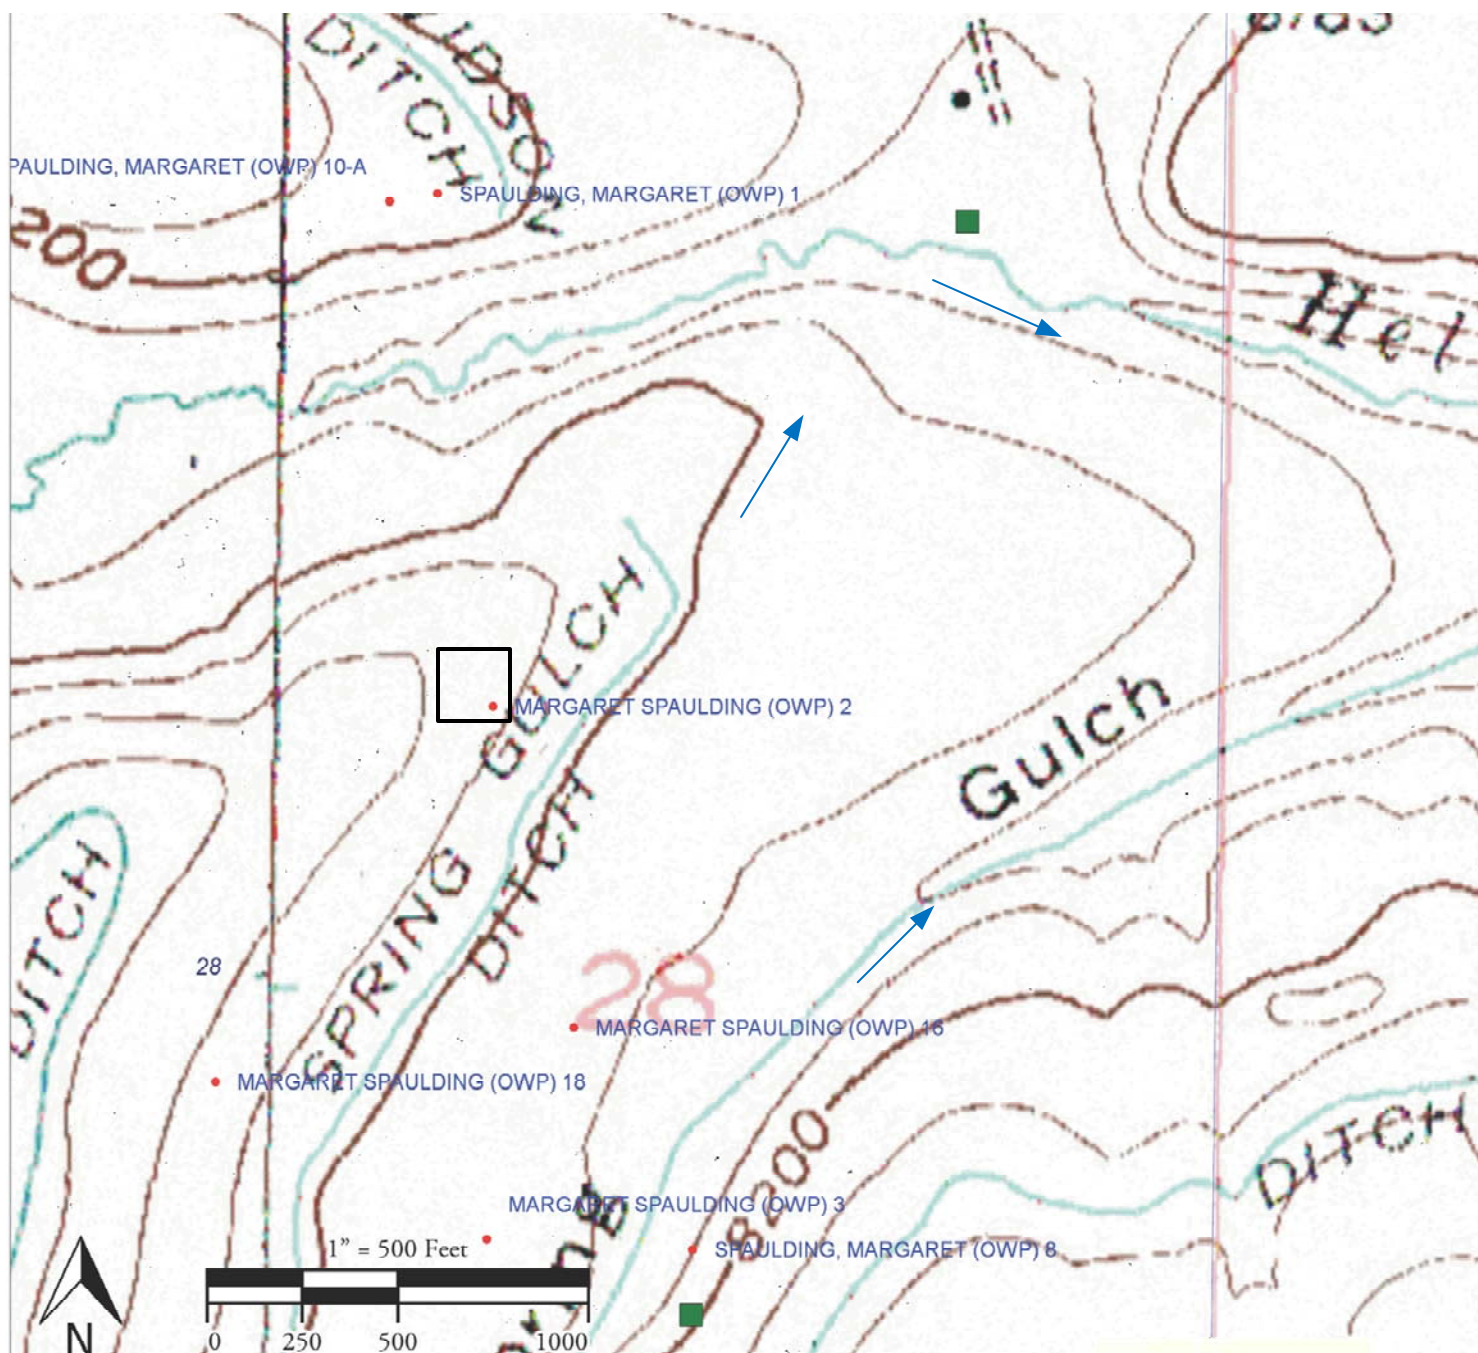 DITCH
PAULDING, MARGARET (OWP) 10-A
SPAULDING, MARGARET (OWP) 1
200
Hel
SPRING GULCH
DITCH
MARGARET SPAULDING (OWP) 2
Gulch
DITCH
28
28
MARGARET SPAULDING (OWP) 16
MARGARET SPAULDING (OWP) 18
8200
DITCH
MARGARET SPAULDING (OWP) 3
SPAULDING, MARGARET (OWP) 8
1” = 500 Feet
0 250 500 1000
N